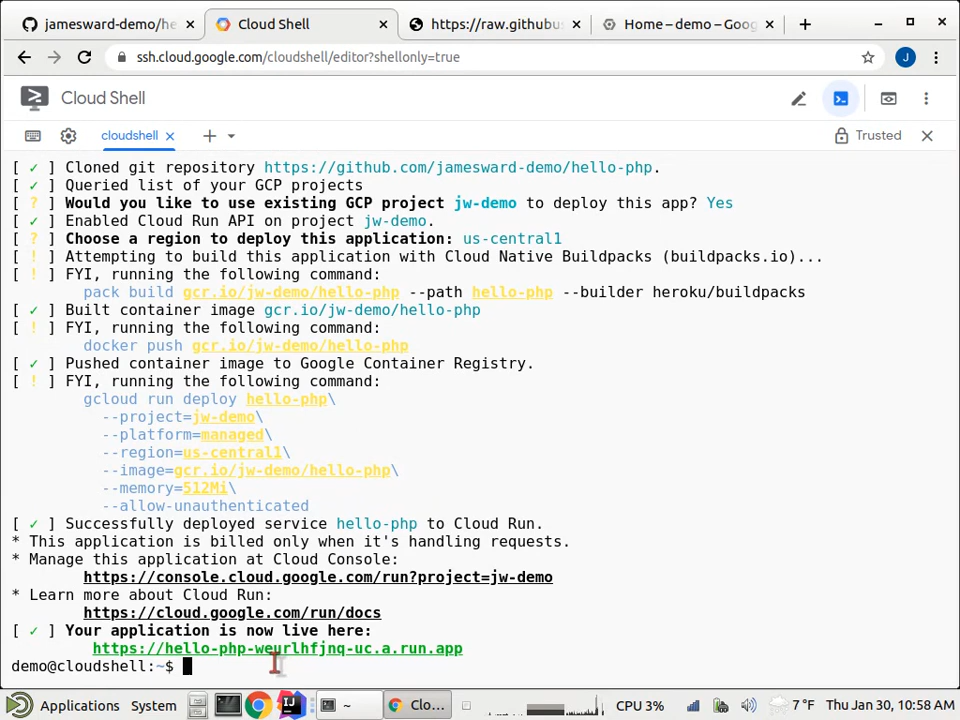 jamesward-demo/he
Cloud Shell
https://raw.githubus
Home – demo – Goog
ssh.cloud.google.com/cloudshell/editor?shellonly=true
J
Cloud Shell
cloudshell
Trusted
[ ✓ ] Cloned git repository https://github.com/jamesward-demo/hello-php.
[ ✓ ] Queried list of your GCP projects
[ ? ] Would you like to use existing GCP project jw-demo to deploy this app? Yes
[ ✓ ] Enabled Cloud Run API on project jw-demo.
[ ? ] Choose a region to deploy this application: us-central1
[ ! ] Attempting to build this application with Cloud Native Buildpacks (buildpacks.io)...
[ ! ] FYI, running the following command:
pack build gcr.io/jw-demo/hello-php --path hello-php --builder heroku/buildpacks
[ ✓ ] Built container image gcr.io/jw-demo/hello-php
[ ! ] FYI, running the following command:
docker push gcr.io/jw-demo/hello-php
[ ✓ ] Pushed container image to Google Container Registry.
[ ! ] FYI, running the following command:
gcloud run deploy hello-php\
--project=jw-demo\
--platform=managed\
--region=us-central1\
--image=gcr.io/jw-demo/hello-php\
--memory=512Mi\
--allow-unauthenticated
[ ✓ ] Successfully deployed service hello-php to Cloud Run.
* This application is billed only when it's handling requests.
* Manage this application at Cloud Console:
https://console.cloud.google.com/run?project=jw-demo
* Learn more about Cloud Run:
https://cloud.google.com/run/docs
[ ✓ ] Your application is now live here:
https://hello-php-weurlhfjnq-uc.a.run.app
demo@cloudshell:~$
Applications System ~ Clo... CPU 3% 7 °F Thu Jan 30, 10:58 AM